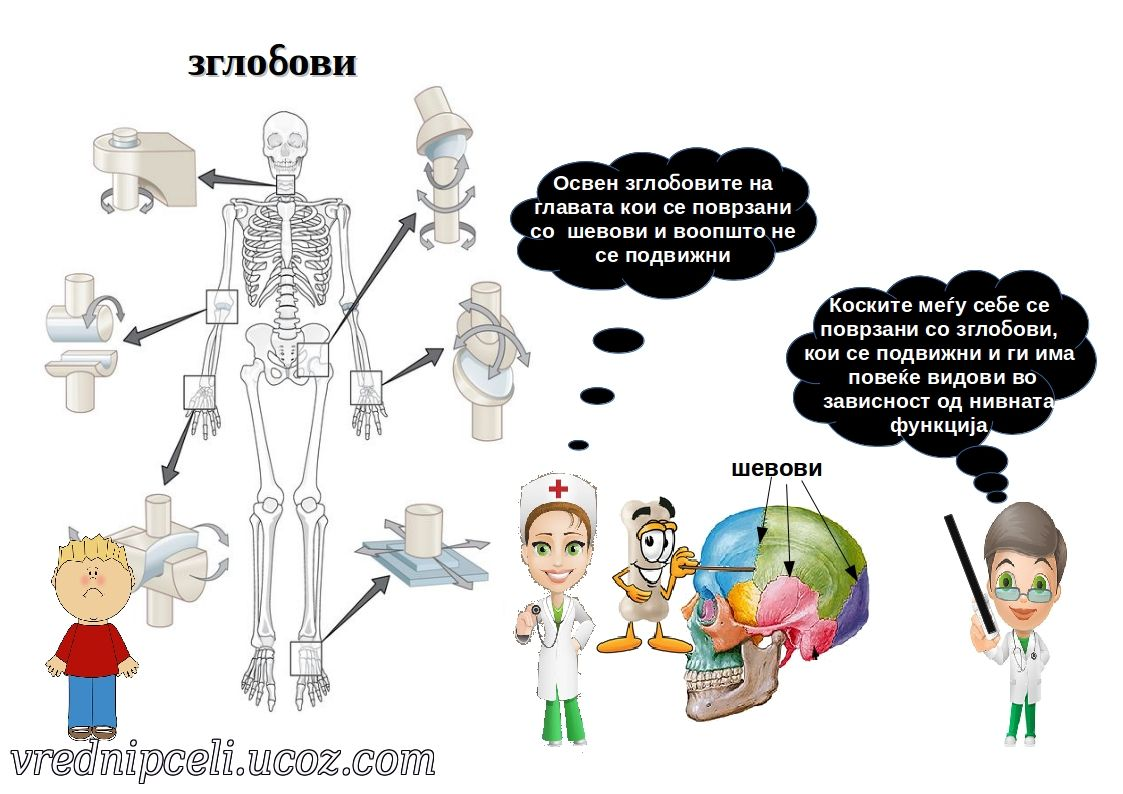 зглобови
Освен зглобовите на
главата кои се поврзани
со шевови и воопшто не
се подвижни
Коските меѓу себе се
поврзани со зглобови,
кои се подвижни и ги има
повеќе видови во
зависност од нивната
функција
шевови
vrednipceli.ucoz.com